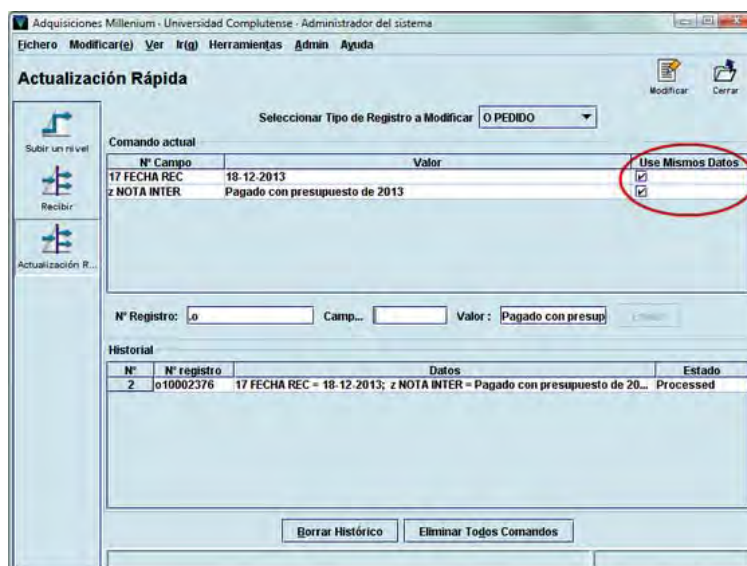 Adquisiciones Millenium - Universidad Complutense - Administrador del sistema
Fichero Modificar(e) Ver Ir(g) Herramientas Admin Ayuda
Actualización Rápida
Modificar Cerrar
Seleccionar Tipo de Registro a Modificar O PEDIDO
Subir un nivel
Comando actual
Nº Campo Valor Use Mismos Datos
17 FECHA REC 18-12-2013
z NOTA INTER Pagado con presupuesto de 2013
Recibir
Actualización R...
Nº Registro: .o Camp... Valor : Pagado con presup
Historial
Nº Nº registro Datos Estado
2 o10002376 17 FECHA REC = 18-12-2013; z NOTA INTER = Pagado con presupuesto de 20... Processed
Borrar Histórico Eliminar Todos Comandos